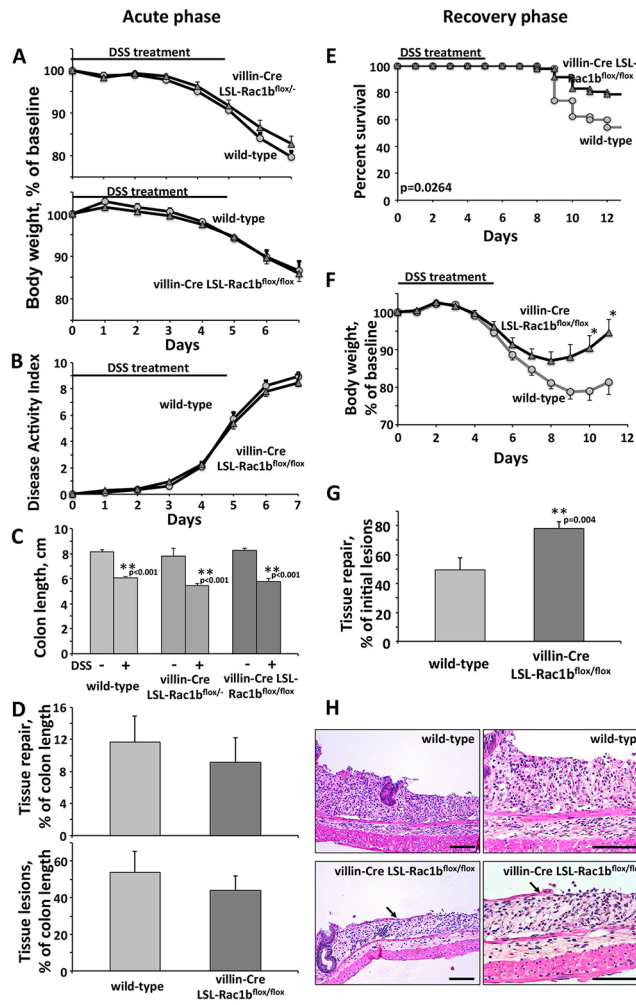 Acute phase
Recovery phase
A
DSS treatment
100
90
80
villin-Cre
LSL-Rac1bflox/-
wild-type
Body weight, % of baseline
DSS treatment
100
90
80
wild-type
villin-Cre LSL-Rac1bflox/flox
0 1 2 3 4 5 6 7
Days
B
DSS treatment
Disease Activity Index
10
8
6
4
2
0
wild-type
villin-Cre
LSL-Rac1bflox/flox
0 1 2 3 4 5 6 7
Days
C
Colon length, cm
10
8
6
4
2
0
**
p<0.001
**
p<0.001
**
p<0.001
DSS - + - + - +
wild-type
villin-Cre
LSL-Rac1bflox/-
villin-Cre LSL-
Rac1bflox/flox
D
Tissue repair,
% of colon length
16
12
8
4
0
Tissue lesions,
% of colon length
60
40
20
0
wild-type
villin-Cre
LSL-Rac1bflox/flox
E
DSS treatment
villin-Cre LSL-
Rac1bflox/flox
Percent survival
100
80
60
40
20
0
wild-type
p=0.0264
0 2 4 6 8 10 12
Days
F
DSS treatment
Body weight,
% of baseline
100
90
80
70
villin-Cre
LSL-Rac1bflox/flox
*
*
wild-type
0 2 4 6 8 10 12
Days
G
Tissue repair,
% of initial lesions
80
60
40
20
0
**
p=0.004
wild-type
villin-Cre
LSL-Rac1bflox/flox
H
wild-type
wild-typ
villin-Cre LSL-Rac1bflox/flox
villin-Cre LSL-Rac1bflox/flox